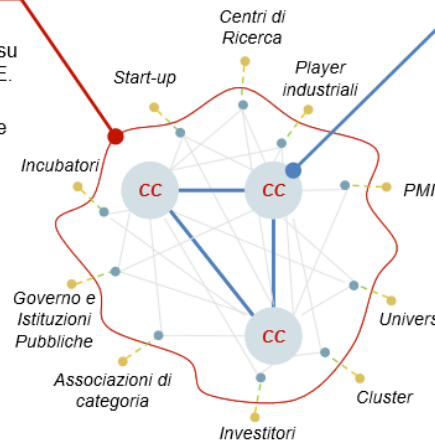 Centri di
Ricerca
su
E.
Player
industriali
Start-up
e
Incubatori
CC
CC
PMI
Governo e
Istituzioni
Pubbliche
Univers
CC
Associazioni di
categoria
Cluster
Investitori